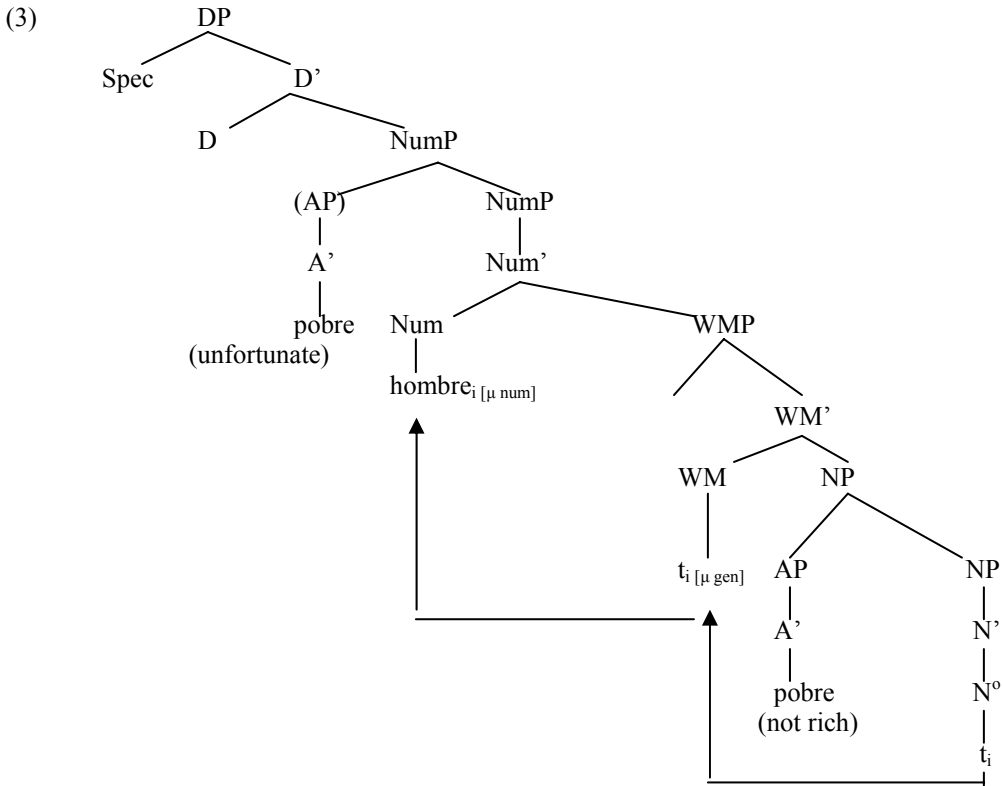 (3) DP
Spec D’
D NumP
(AP) NumP
A’ Num’
pobre Num WMP
(unfortunate)
hombrei [μ num]
WM’
WM NP
ti [μ gen] AP NP
A’ N’
pobre Nº
(not rich)
ti